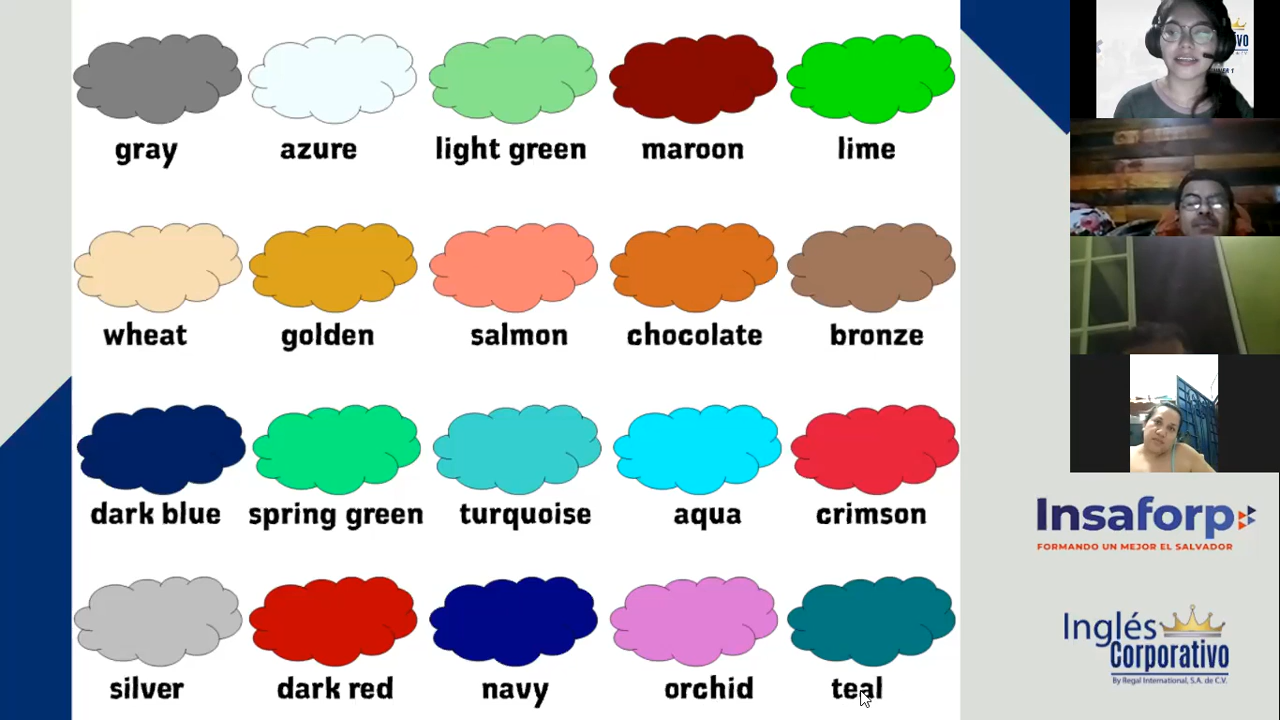 gray azure light green maroon lime
wheat golden salmon chocolate bronze
dark blue spring green turquoise aqua crimson
silver dark red navy orchid teal
Insaforp
FORMANDO UN MEJOR EL SALVADOR
Inglés
Corporativo
By Regal International, S.A. de C.V.